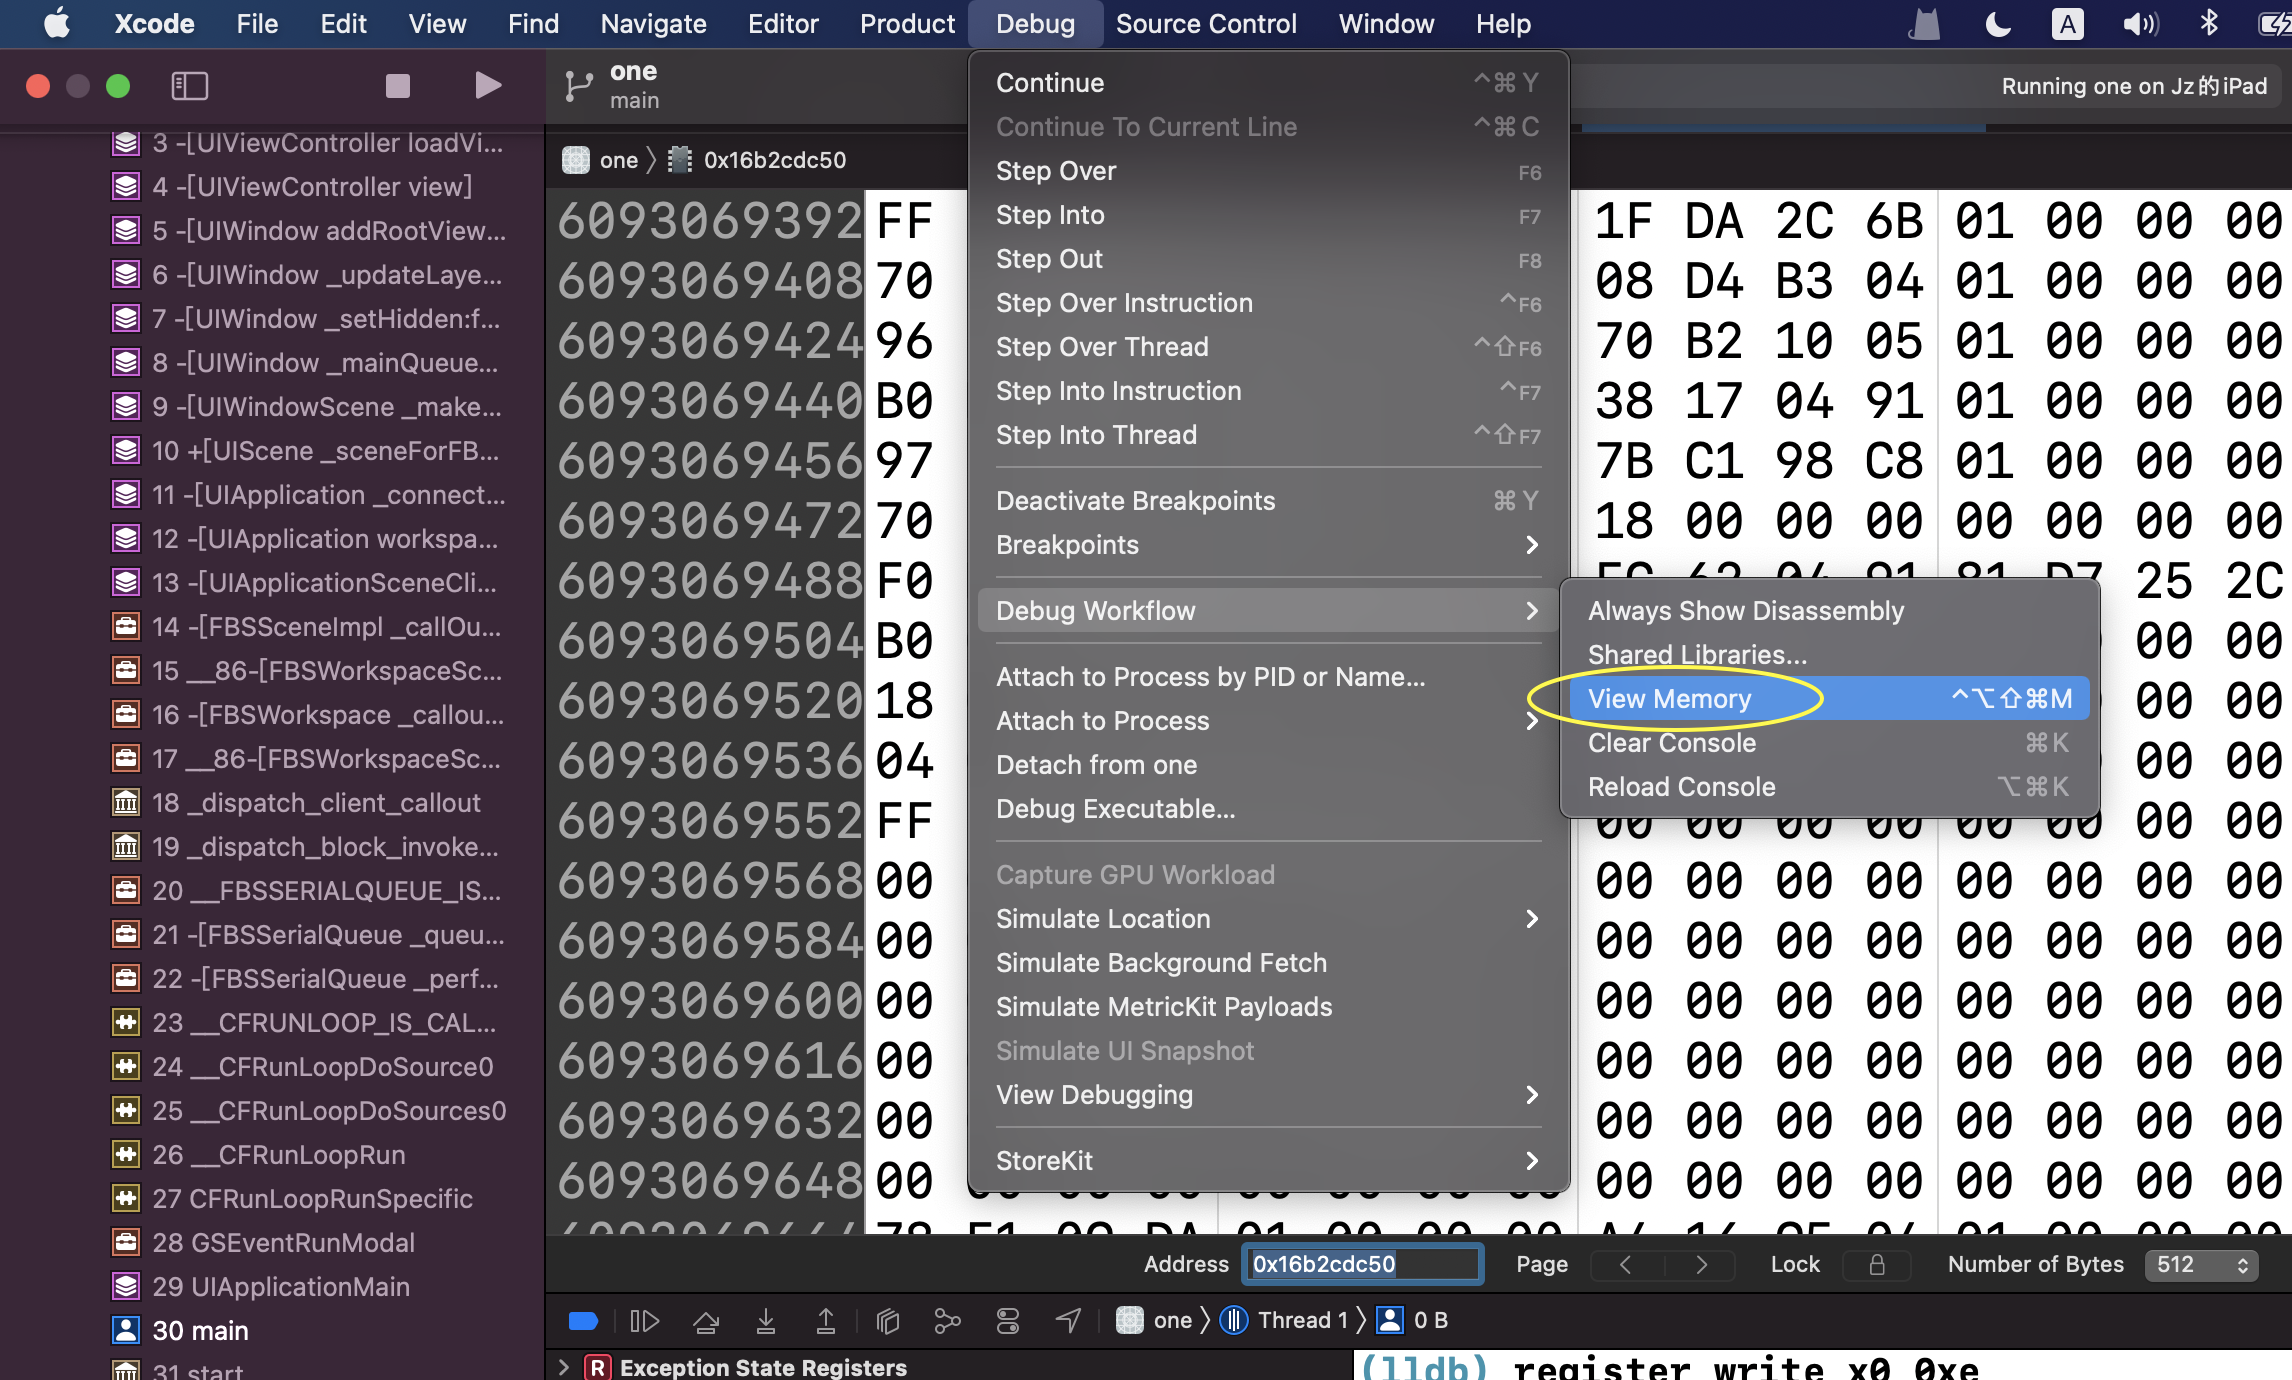 Xcode File Edit View Find Navigate Editor Product Debug Source Control Window Help A
one
main
Running one on Jz的iPad
one 0x16b2cdc50
3 -[UIViewController loadVi...
4 -[UIViewController view]
5 -[UIWindow addRootView...
6 -[UIWindow _updateLaye...
7 -[UIWindow _setHidden:f...
8 -[UIWindow _mainQueue...
9 -[UIWindowScene _make...
10 +[UIScene _sceneForFB...
11 -[UIApplication _connect...
12 -[UIApplication workspa...
13 -[UIApplicationSceneCli...
14 -[FBSSceneImpl _callOu...
15 __86-[FBSWorkspaceSc...
16 -[FBSWorkspace _callou...
17 __86-[FBSWorkspaceSc...
18 _dispatch_client_callout
19 _dispatch_block_invoke...
20 __FBSSERIALQUEUE_IS...
21 -[FBSSerialQueue _queu...
22 -[FBSSerialQueue _perf...
23 __CFRUNLOOP_IS_CAL...
24 __CFRunLoopDoSource0
25 __CFRunLoopDoSources0
26 __CFRunLoopRun
27 CFRunLoopRunSpecific
28 GSEventRunModal
29 UIApplicationMain
30 main
31 start
Continue ^⌘Y
Continue To Current Line ^⌘C
Step Over F6
Step Into F7
Step Out F8
Step Over Instruction ^F6
Step Over Thread ^⇧F6
Step Into Instruction ^F7
Step Into Thread ^⇧F7
Deactivate Breakpoints ⌘Y
Breakpoints
Debug Workflow
Attach to Process by PID or Name...
Attach to Process
Detach from one
Debug Executable...
Capture GPU Workload
Simulate Location
Simulate Background Fetch
Simulate MetricKit Payloads
Simulate UI Snapshot
View Debugging
StoreKit
Always Show Disassembly
Shared Libraries...
View Memory ^⌥⇧⌘M
Clear Console ⌘K
Reload Console ⌥⌘K
6093069392 FF 1F DA 2C 6B 01 00 00 00
6093069408 70 08 D4 B3 04 01 00 00 00
6093069424 96 70 B2 10 05 01 00 00 00
6093069440 B0 38 17 04 91 01 00 00 00
6093069456 97 7B C1 98 C8 01 00 00 00
6093069472 70 18 00 00 00 00 00 00 00
6093069488 F0 25 2C
6093069504 B0 00 00
6093069520 18 00 00
6093069536 04 00 00
6093069552 FF 00 00 00 00 00 00 00 00
6093069568 00 00 00 00 00 00 00 00 00
6093069584 00 00 00 00 00 00 00 00 00
6093069600 00 00 00 00 00 00 00 00 00
6093069616 00 00 00 00 00 00 00 00 00
6093069632 00 00 00 00 00 00 00 00 00
6093069648 00 00 00 00 00 00 00 00 00 00 00 00 00 00 00 00
Address 0x16b2cdc50 Page Lock Number of Bytes 512
one Thread 1 0 B
R Exception State Registers
(lldb) register write x0 0xe